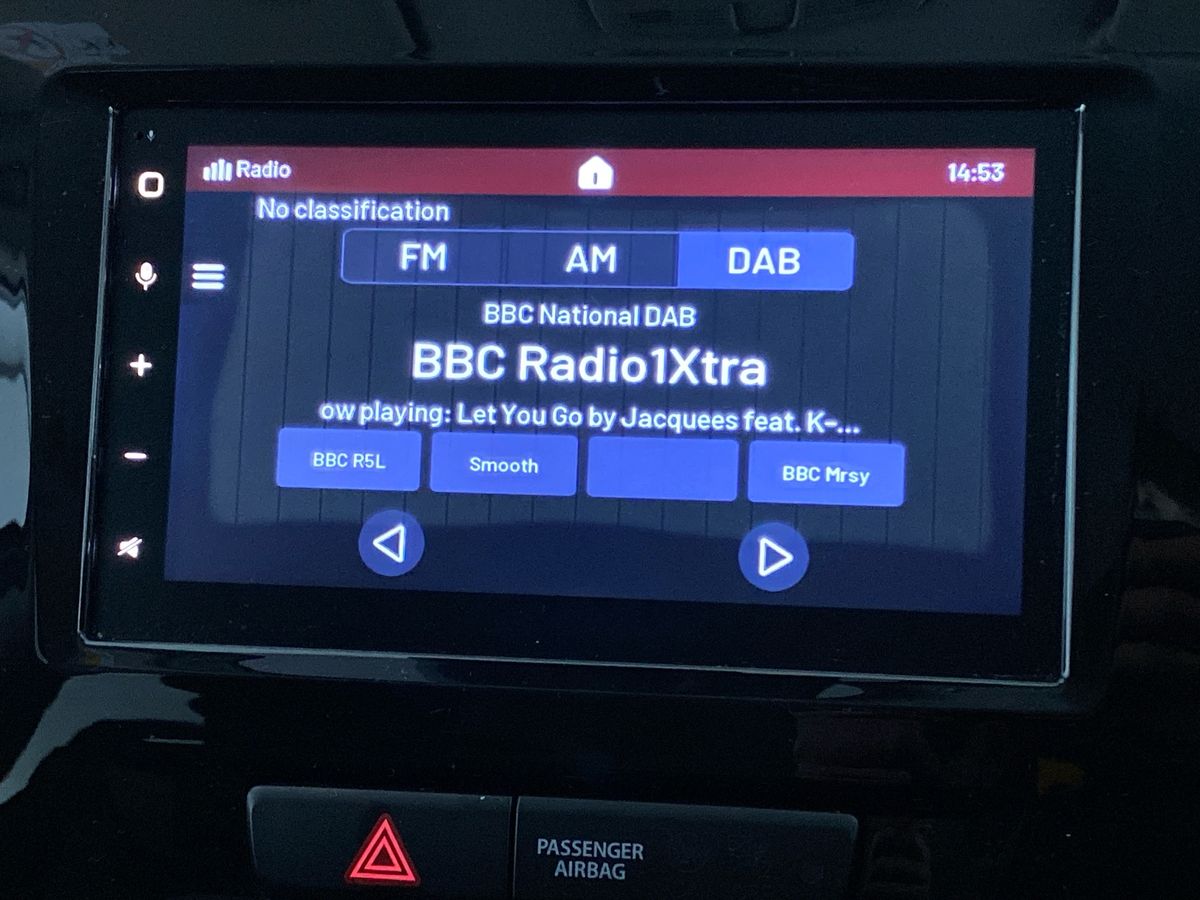 Radio
14:53
No classification
FM AM DAB
BBC National DAB
BBC Radio1Xtra
ow playing: Let You Go by Jacquees feat. K-...
BBC R5L Smooth BBC Mrsy
PASSENGER
AIRBAG